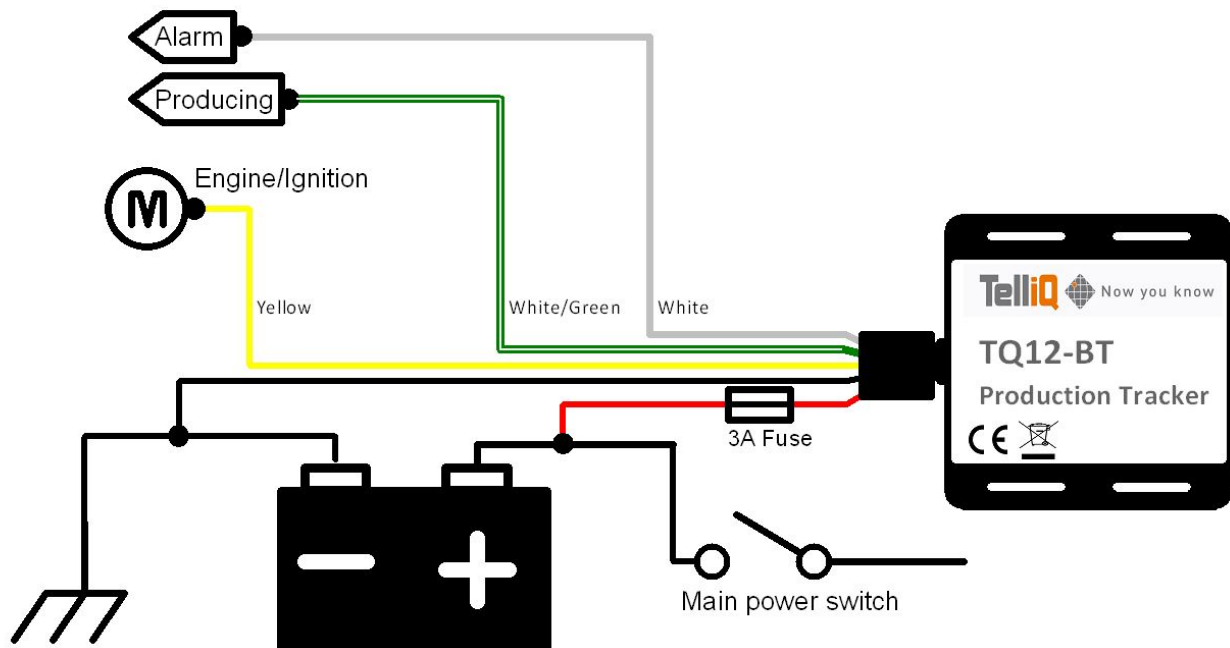 Alarm
Producing
Engine/Ignition
M
Yellow
White/Green
White
TelliQ Now you know
TQ12-BT
Production Tracker
CE
3A Fuse
Main power switch